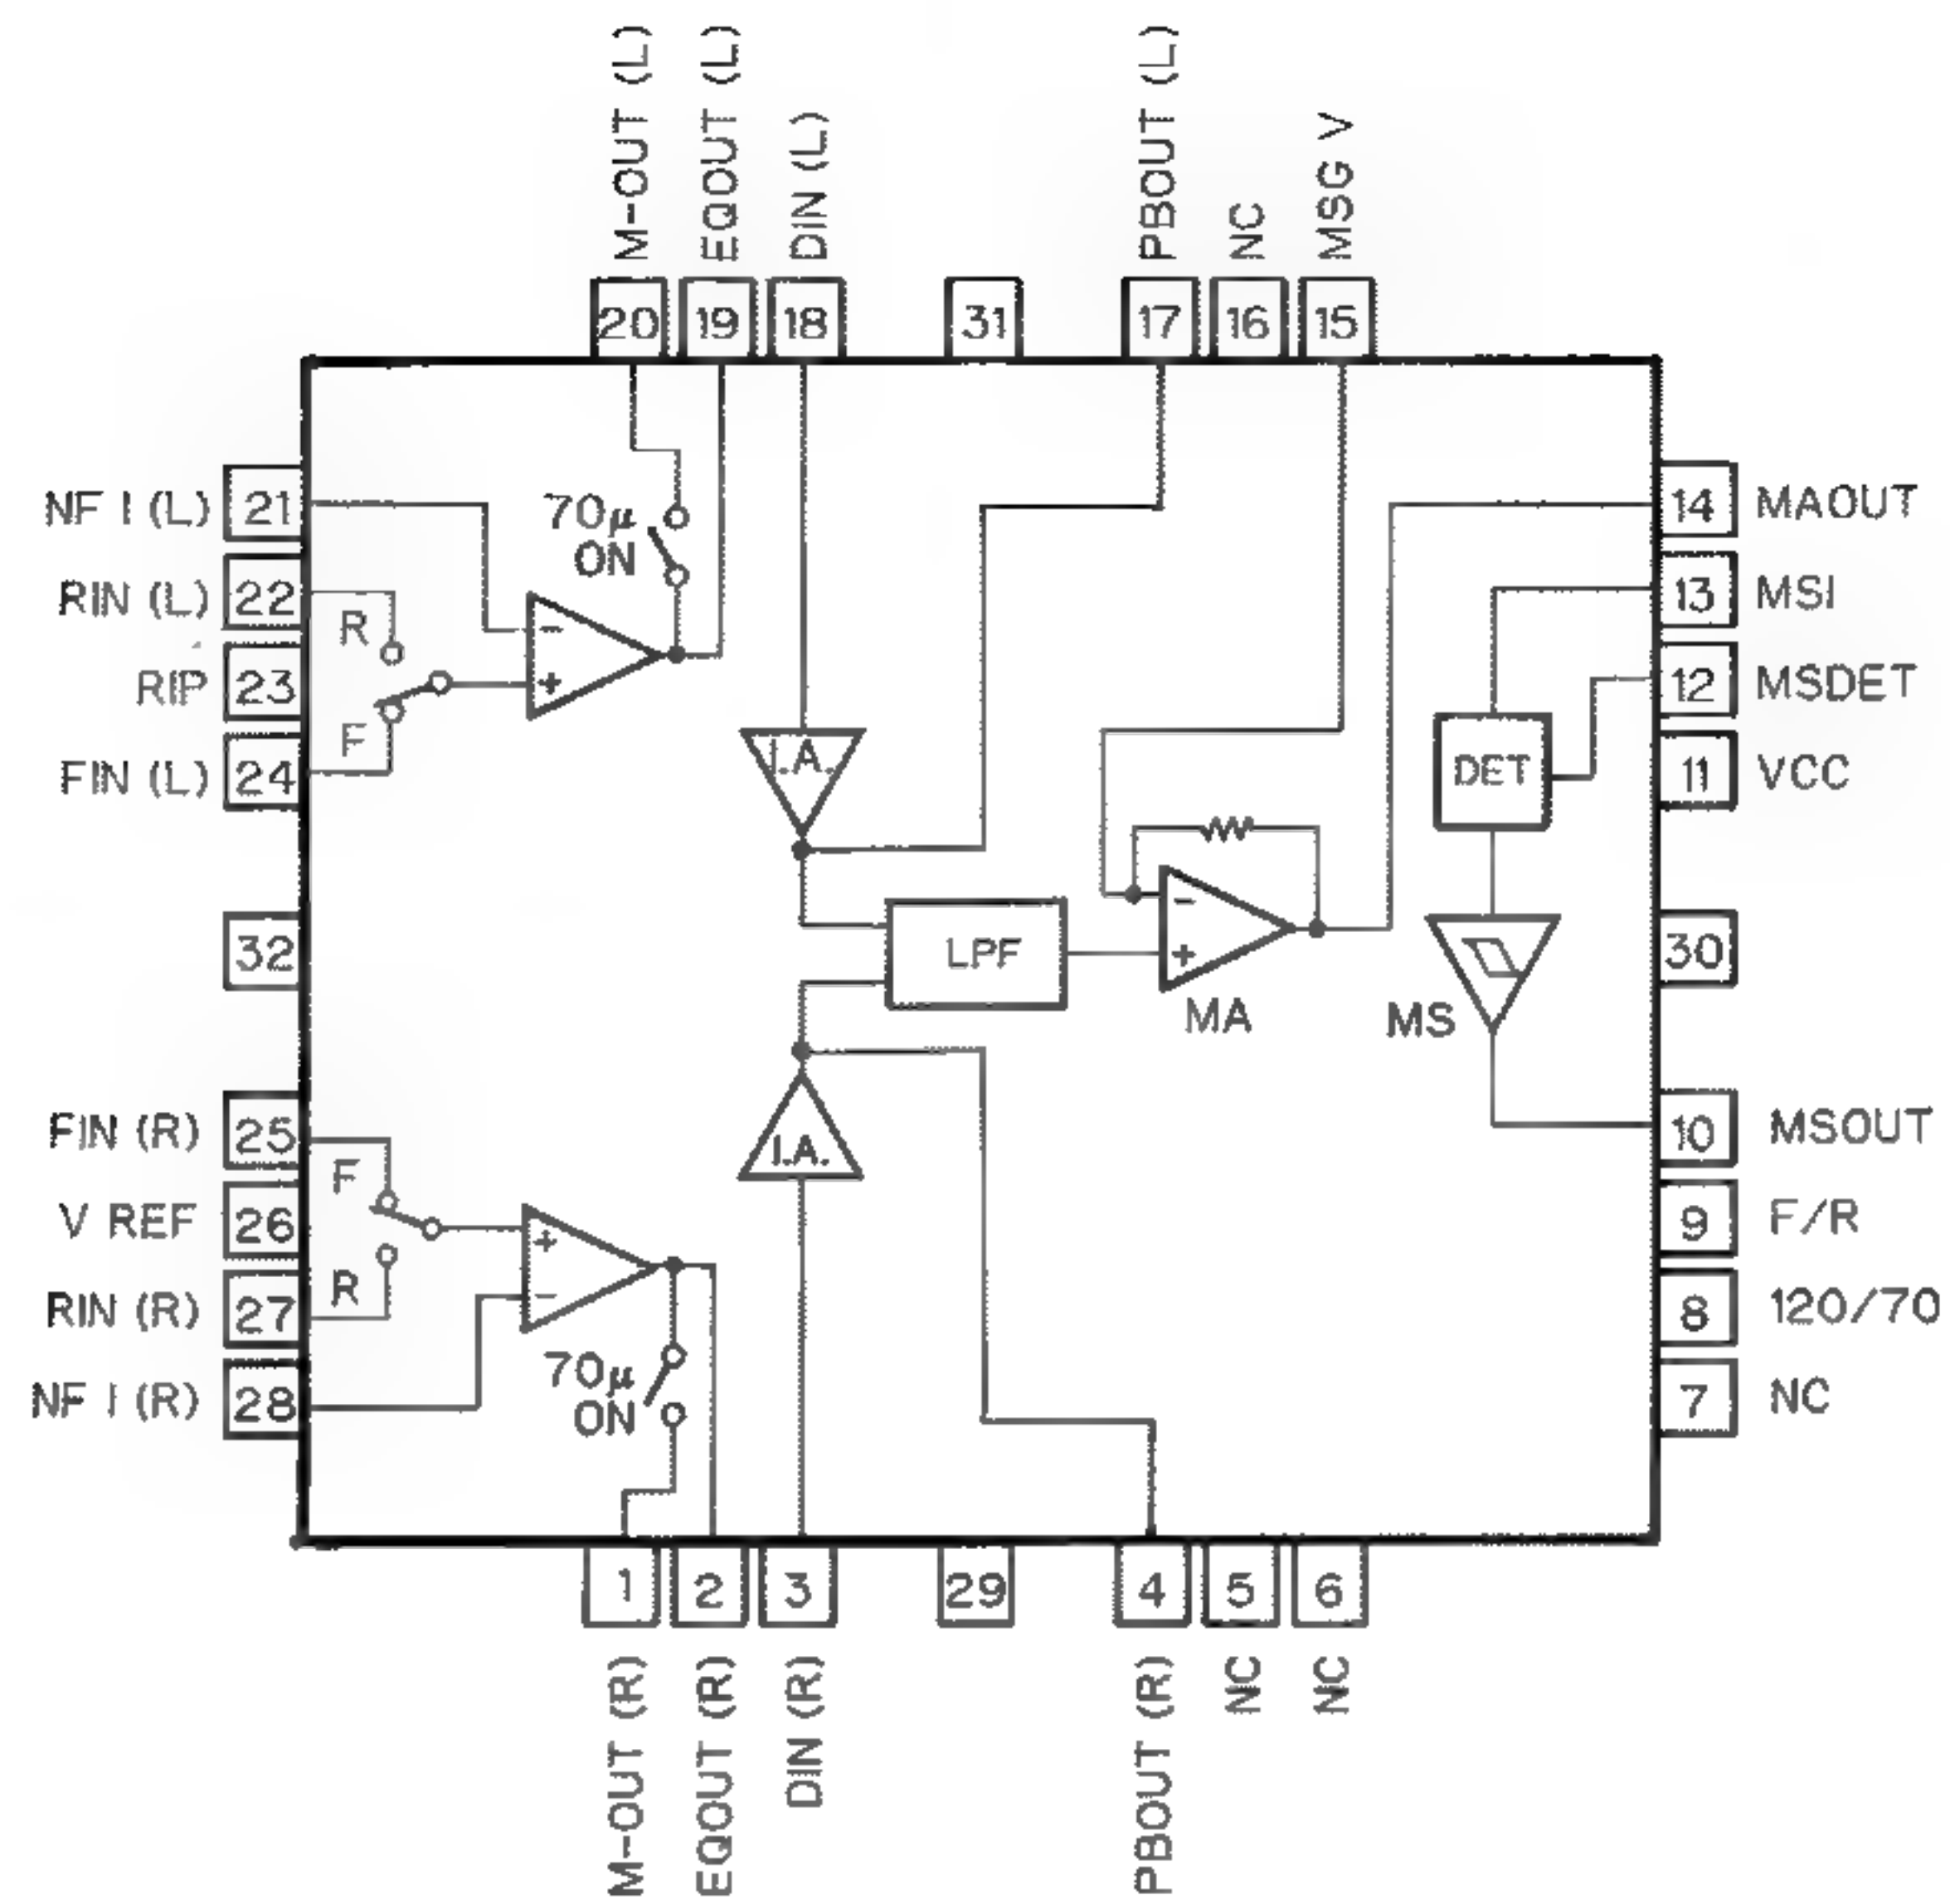 M-OUT (L)
EQOUT (L)
DIN (L)
PBOUT (L)
NC
MSG V
20
19
18
31
17
16
15
NF I (L)
21
RIN (L)
22
RIP
23
FIN (L)
24
32
FIN (R)
25
V REF
26
RIN (R)
27
NF I (R)
28
R
F
70μ
ON
-
+
I.A.
LPF
-
+
MA
DET
MS
I.A.
F
R
+
-
70μ
ON
14
MAOUT
13
MSI
12
MSDET
11
VCC
30
10
MSOUT
9
F/R
8
120/70
7
NC
1
2
3
29
4
5
6
M-OUT (R)
EQOUT (R)
DIN (R)
PBOUT (R)
NC
NC